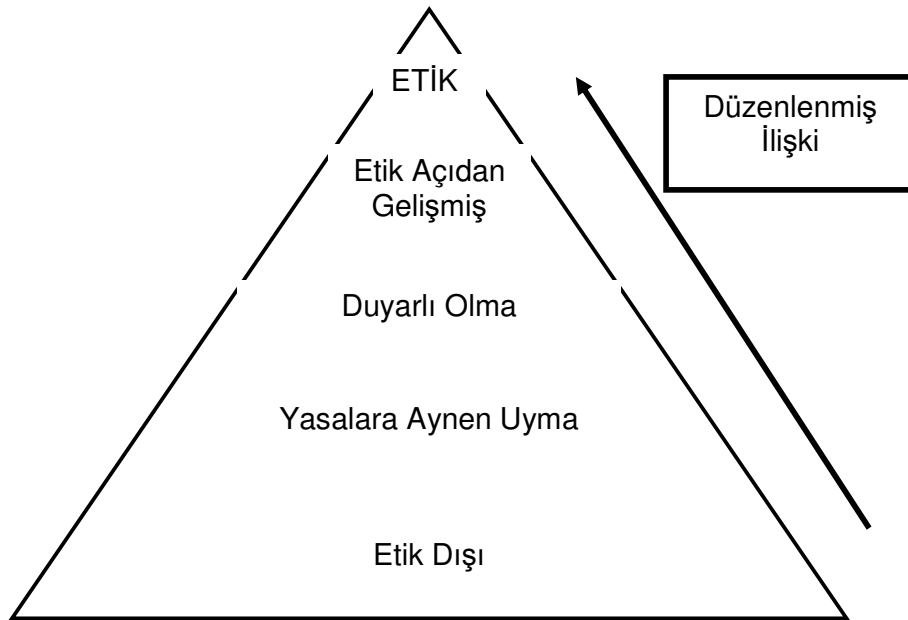 ETİK
Düzenlenmiş
İlişki
Etik Açıdan
Gelişmiş
Duyarlı Olma
Yasalara Aynen Uyma
Etik Dışı